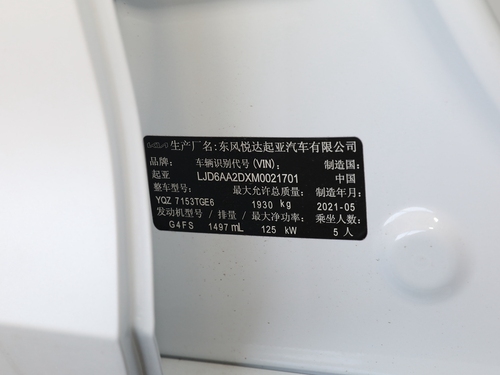 生产厂名:东风悦达起亚汽车有限公司
车辆识别代号(VIN): 制造国:
起亚 LJD6AA2DXM0021701 中国
整车型号: 最大允许总质量: 制造年月:
YQZ 7153TGE6 1930 kg 2021-05
发动机型号 / 排量 / 最大净功率: 乘坐人数:
G4FS 1497 mL 125 kW 5 人